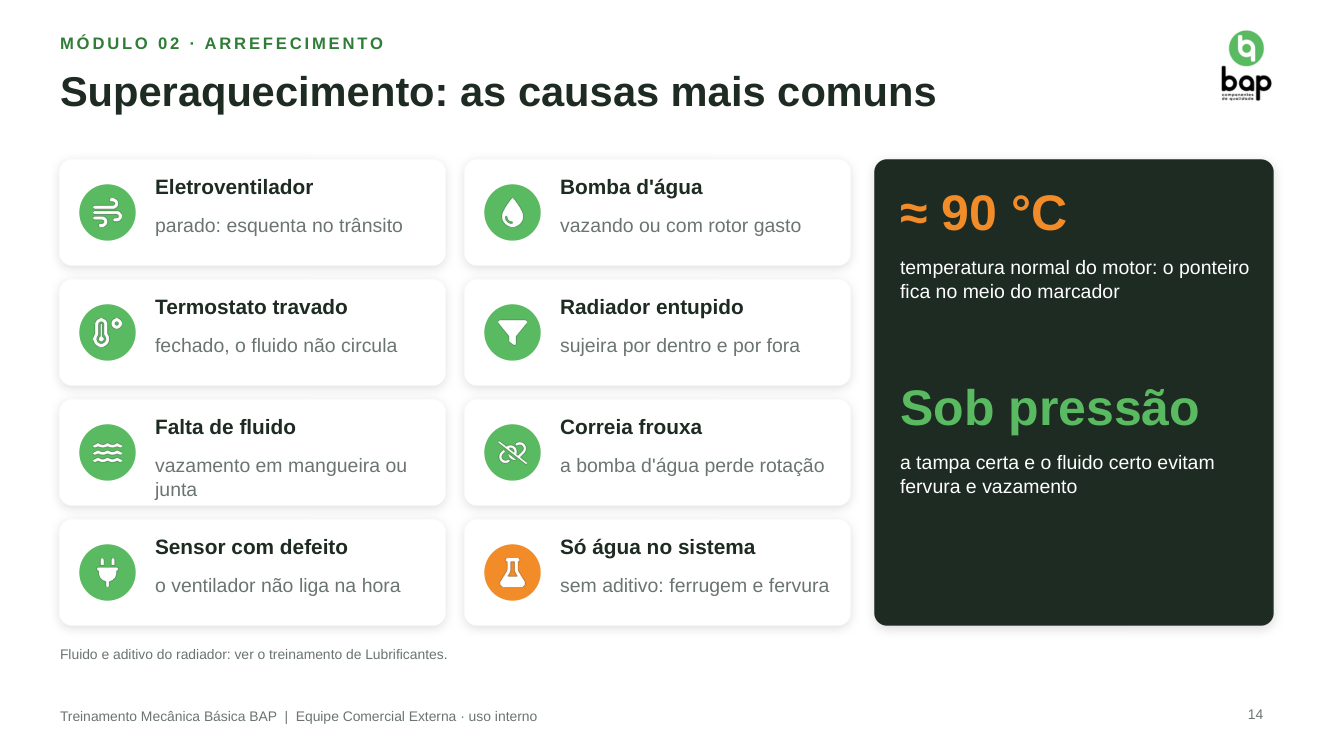 MÓDULO 02 · ARREFECIMENTO
Superaquecimento: as causas mais comuns
bap
componentes
de qualidade
Eletroventilador
parado: esquenta no trânsito
Bomba d'água
vazando ou com rotor gasto
Termostato travado
fechado, o fluido não circula
Radiador entupido
sujeira por dentro e por fora
Falta de fluido
vazamento em mangueira ou
junta
Correia frouxa
a bomba d'água perde rotação
Sensor com defeito
o ventilador não liga na hora
Só água no sistema
sem aditivo: ferrugem e fervura
≈ 90 °C
temperatura normal do motor: o ponteiro
fica no meio do marcador
Sob pressão
a tampa certa e o fluido certo evitam
fervura e vazamento
Fluido e aditivo do radiador: ver o treinamento de Lubrificantes.
Treinamento Mecânica Básica BAP | Equipe Comercial Externa · uso interno
14